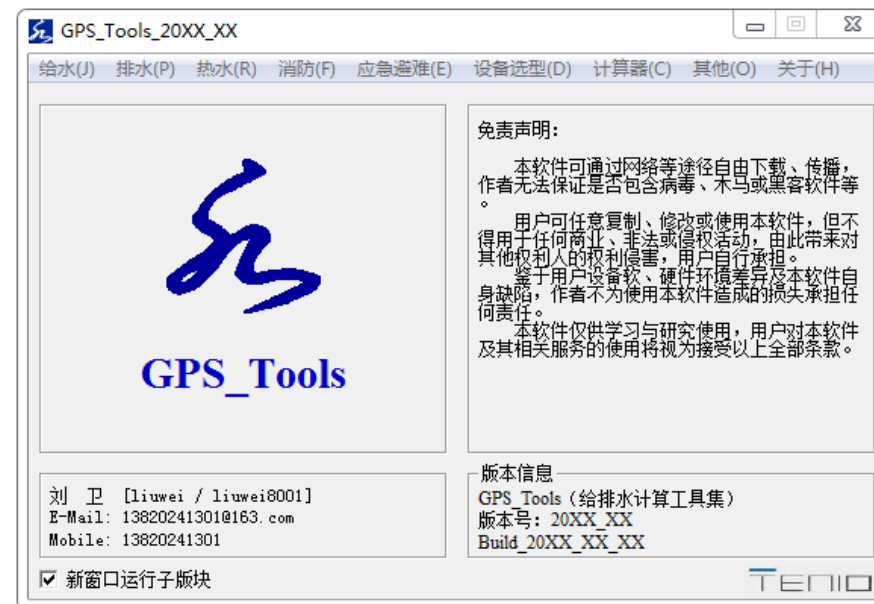 GPS_Tools_20XX_XX
给水(J) 排水(P) 热水(R) 消防(F) 应急避难(E) 设备选型(D) 计算器(C) 其他(O) 关于(H)
GPS_Tools
免责声明：
本软件可通过网络等途径自由下载、传播，
作者无法保证是否包含病毒、木马或黑客软件等
。
用户可任意复制、修改或使用本软件，但不
得用于任何商业、非法或侵权活动，由此带来对
其他权利人的权利侵害，用户自行承担。
鉴于用户设备软、硬件环境差异及本软件自
身缺陷，作者不为使用本软件造成的损失承担任
何责任。
本软件仅供学习与研究使用，用户对本软件
及其相关服务的使用将视为接受以上全部条款。
刘 卫 [liuwei / liuwei8001]
E-Mail: 13820241301@163.com
Mobile: 13820241301
版本信息
GPS_Tools（给排水计算工具集）
版本号：20XX_XX
Build_20XX_XX_XX
新窗口运行子版块
TENIO